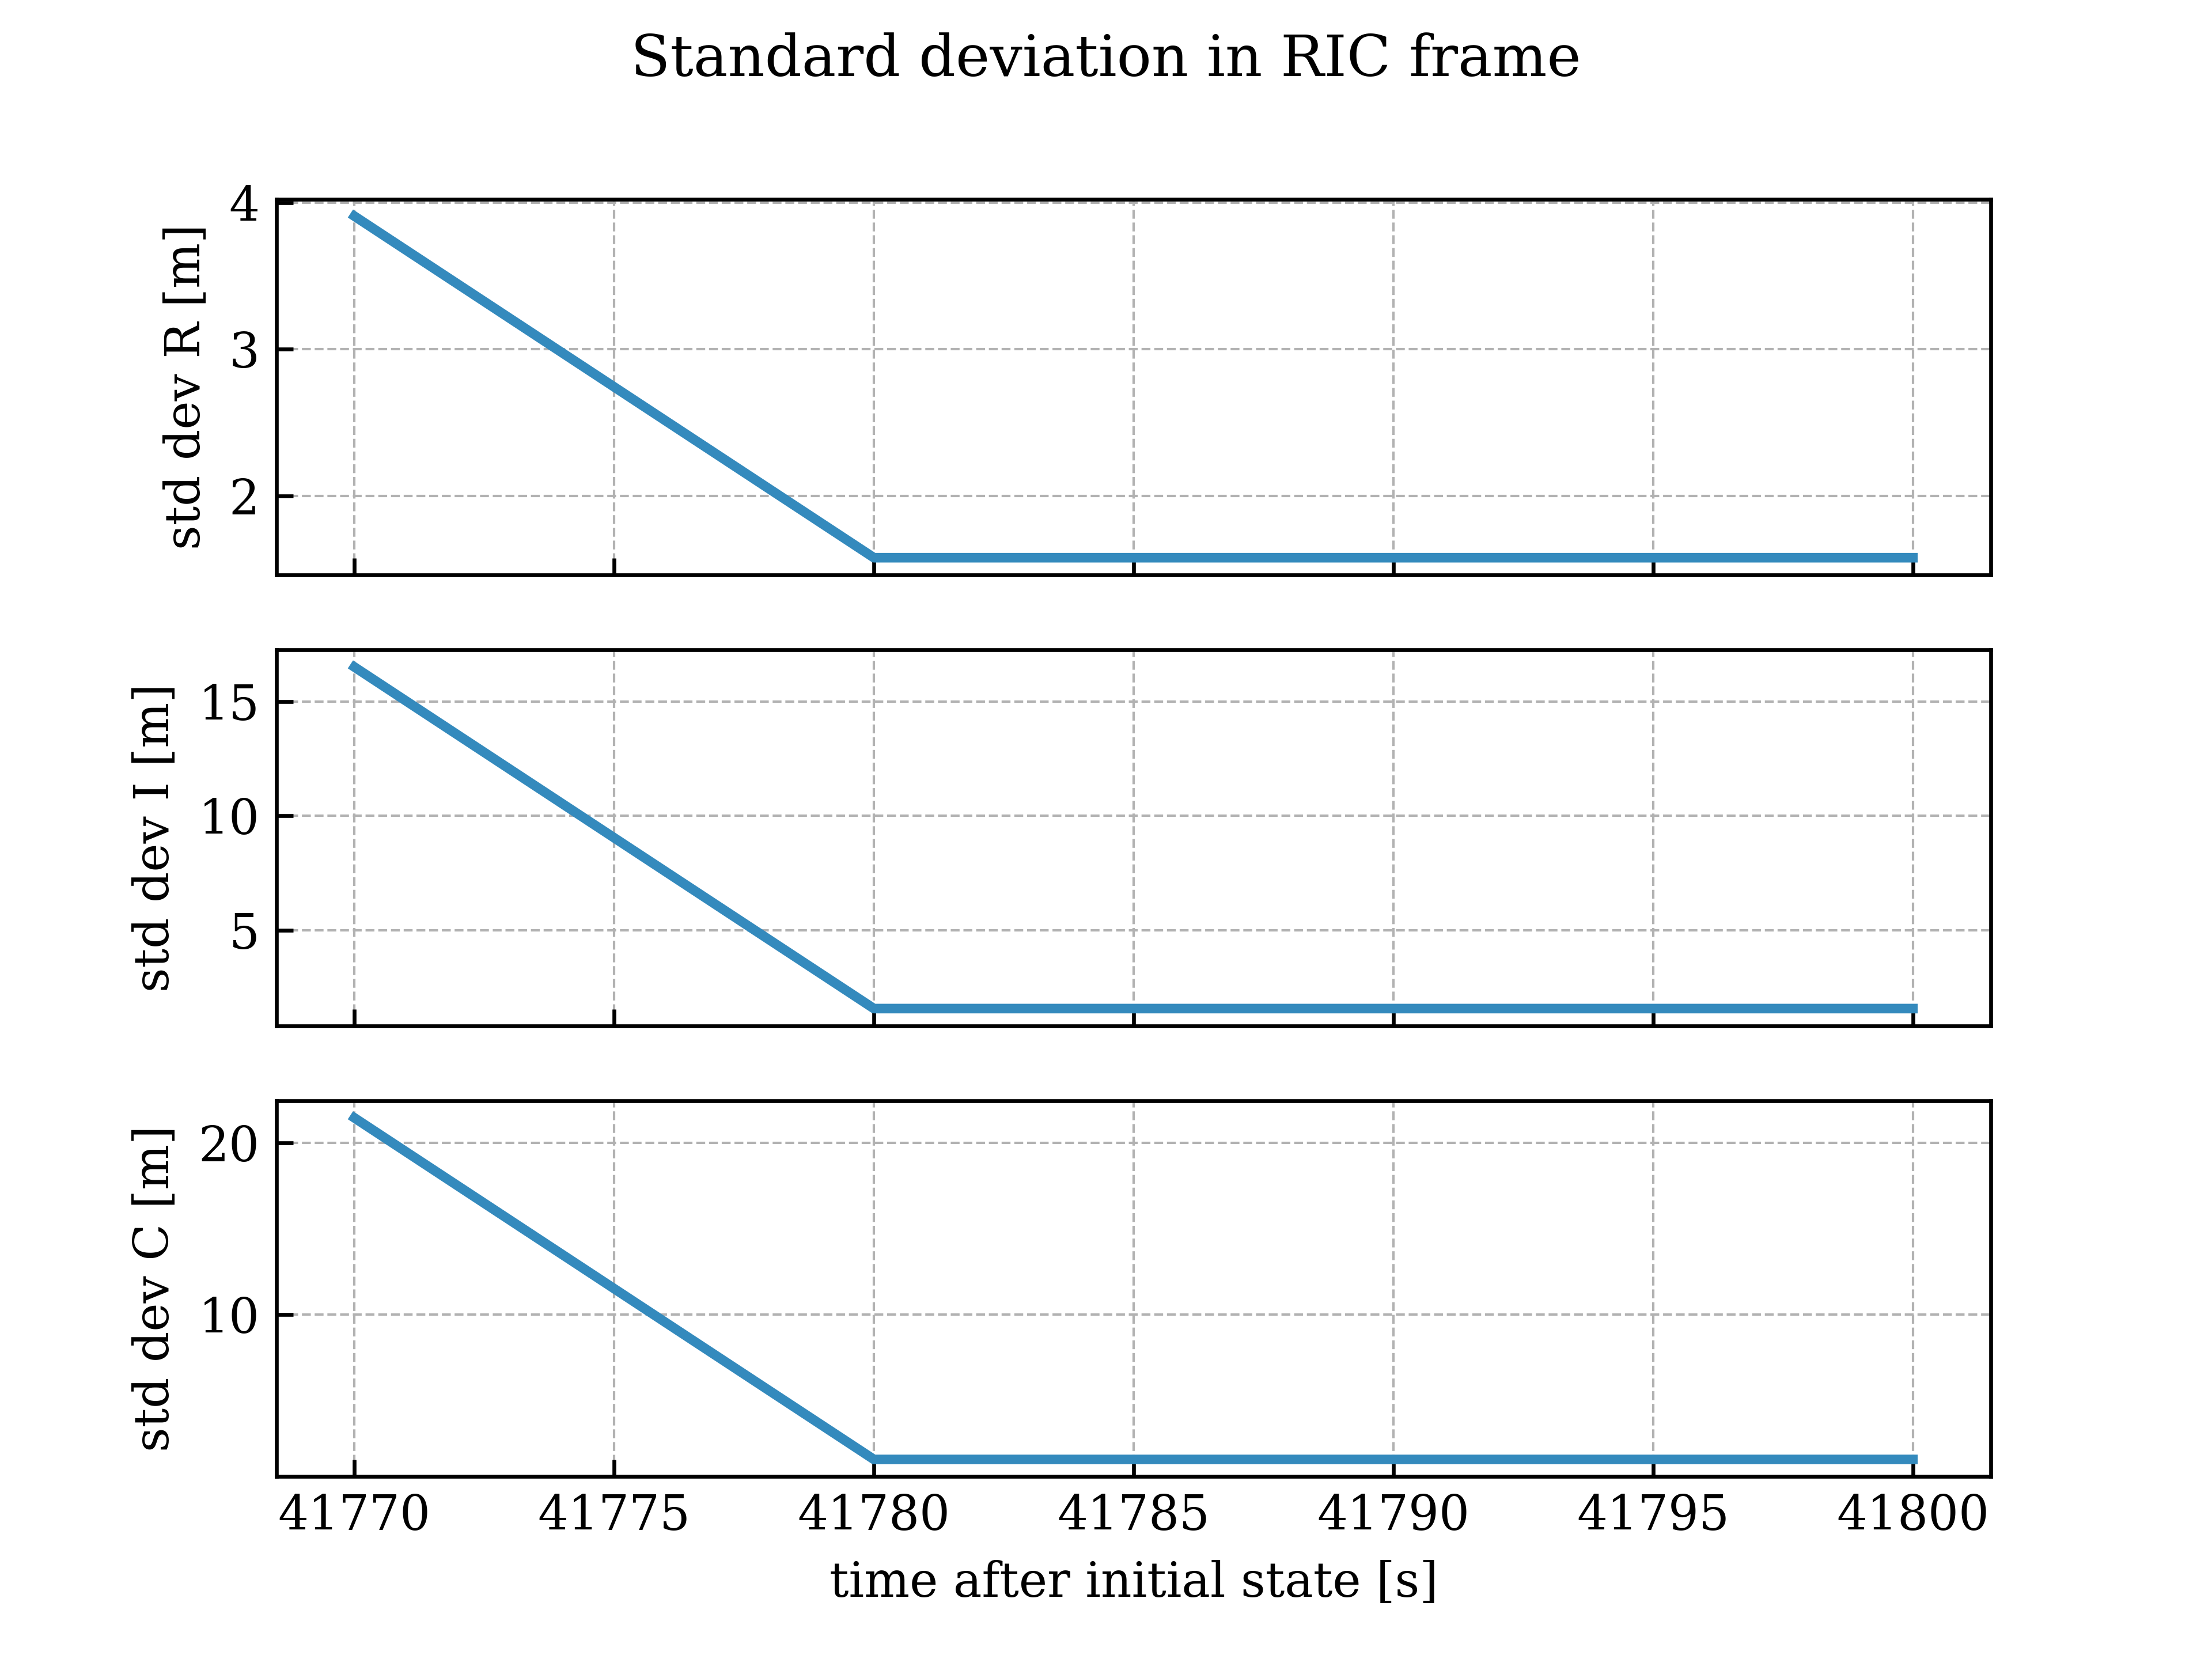 Standard deviation in RIC frame
4
3
2
std dev R [m]
15
10
5
std dev I [m]
20
10
std dev C [m]
41770 41775 41780 41785 41790 41795 41800
time after initial state [s]